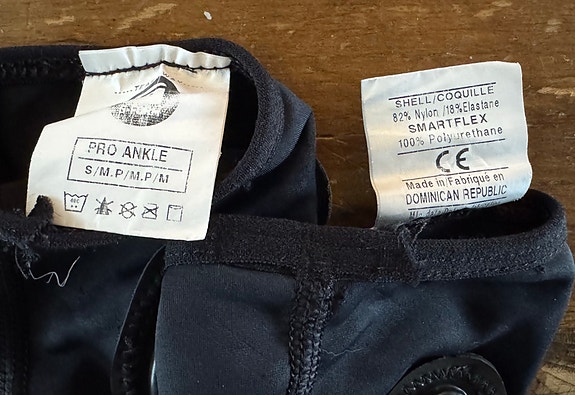 PRO ANKLE
S/M.P/M.P/M
SHELL/COQUILLE
82% Nylon /18%Elastane
SMARTFLEX
100% Polyurethane
CE
Made in/Fabriqué en
DOMINICAN REPUBLIC